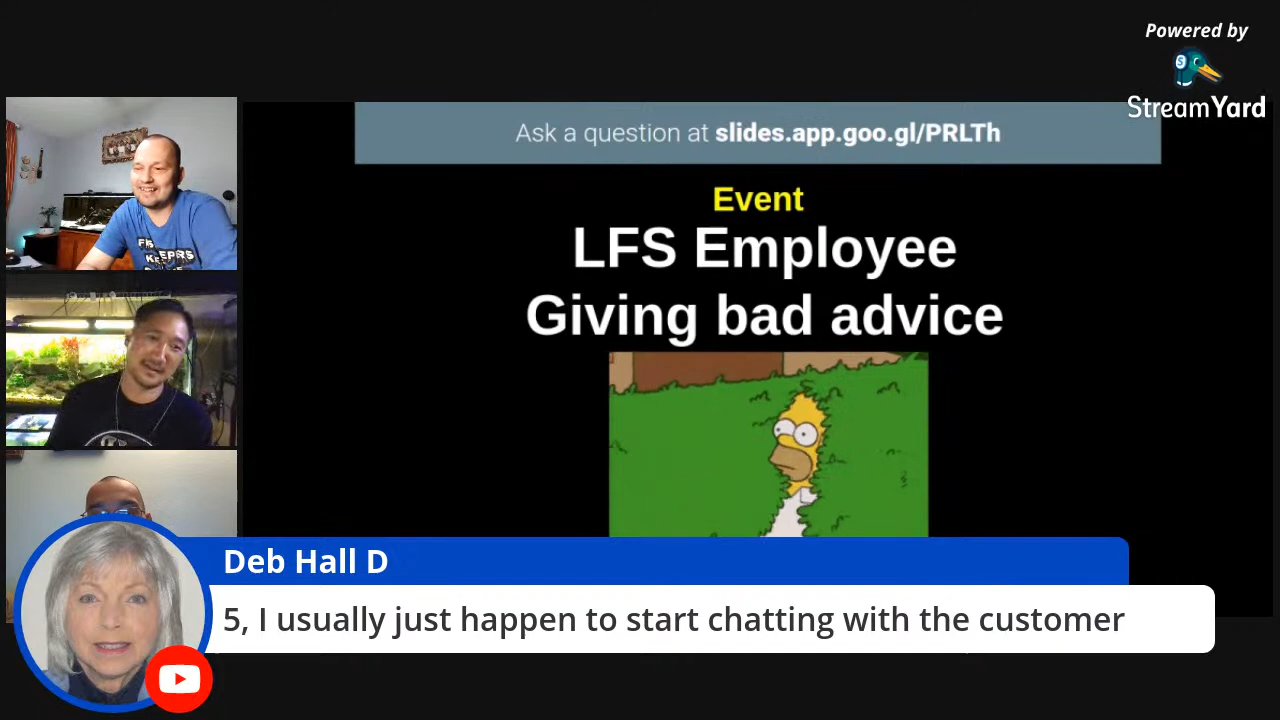 Powered by
StreamYard
Ask a question at slides.app.goo.gl/PRLTh
Event
LFS Employee
Giving bad advice
Deb Hall D
5, I usually just happen to start chatting with the customer